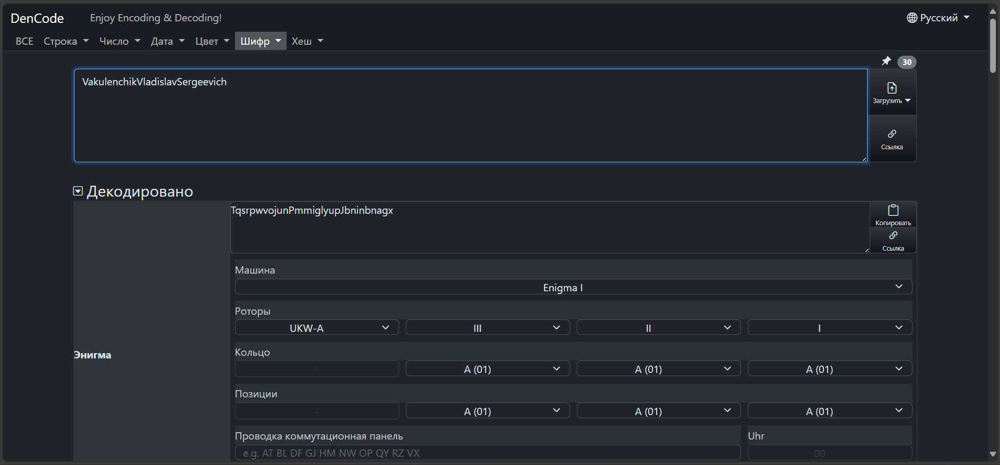 DenCode Enjoy Encoding & Decoding! Русский
ВСЕ Строка Число Дата Цвет Шифр Хеш
30
VakulenchikVladislavSergeevich
Загрузить
Ссылка
Декодировано
TqsrpwvojunPmmiglyupJbninbnagx
Копировать
Ссылка
Энигма
Машина
Enigma I
Роторы
UKW-A III II I
Кольцо
- A (01) A (01) A (01)
Позиции
- A (01) A (01) A (01)
Проводка коммутационная панель Uhr
e.g. AT BL DF GJ HM NW OP QY RZ VX 00